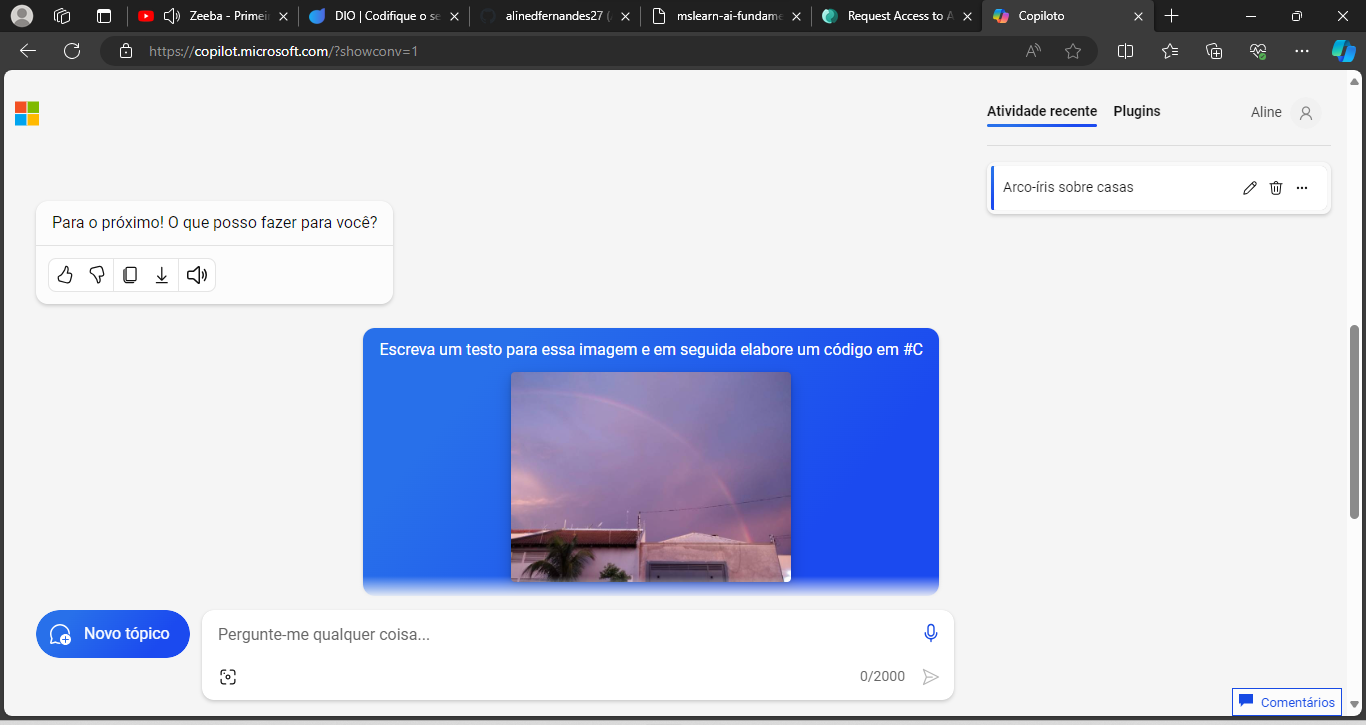 Zeeba - Primei
DIO | Codifique o se
alinedfernandes27 (
mslearn-ai-fundame
Request Access to A
Copiloto
https://copilot.microsoft.com/?showconv=1
Atividade recente
Plugins
Aline
Arco-íris sobre casas
Para o próximo! O que posso fazer para você?
Escreva um testo para essa imagem e em seguida elabore um código em #C
Novo tópico
Pergunte-me qualquer coisa...
0/2000
Comentários